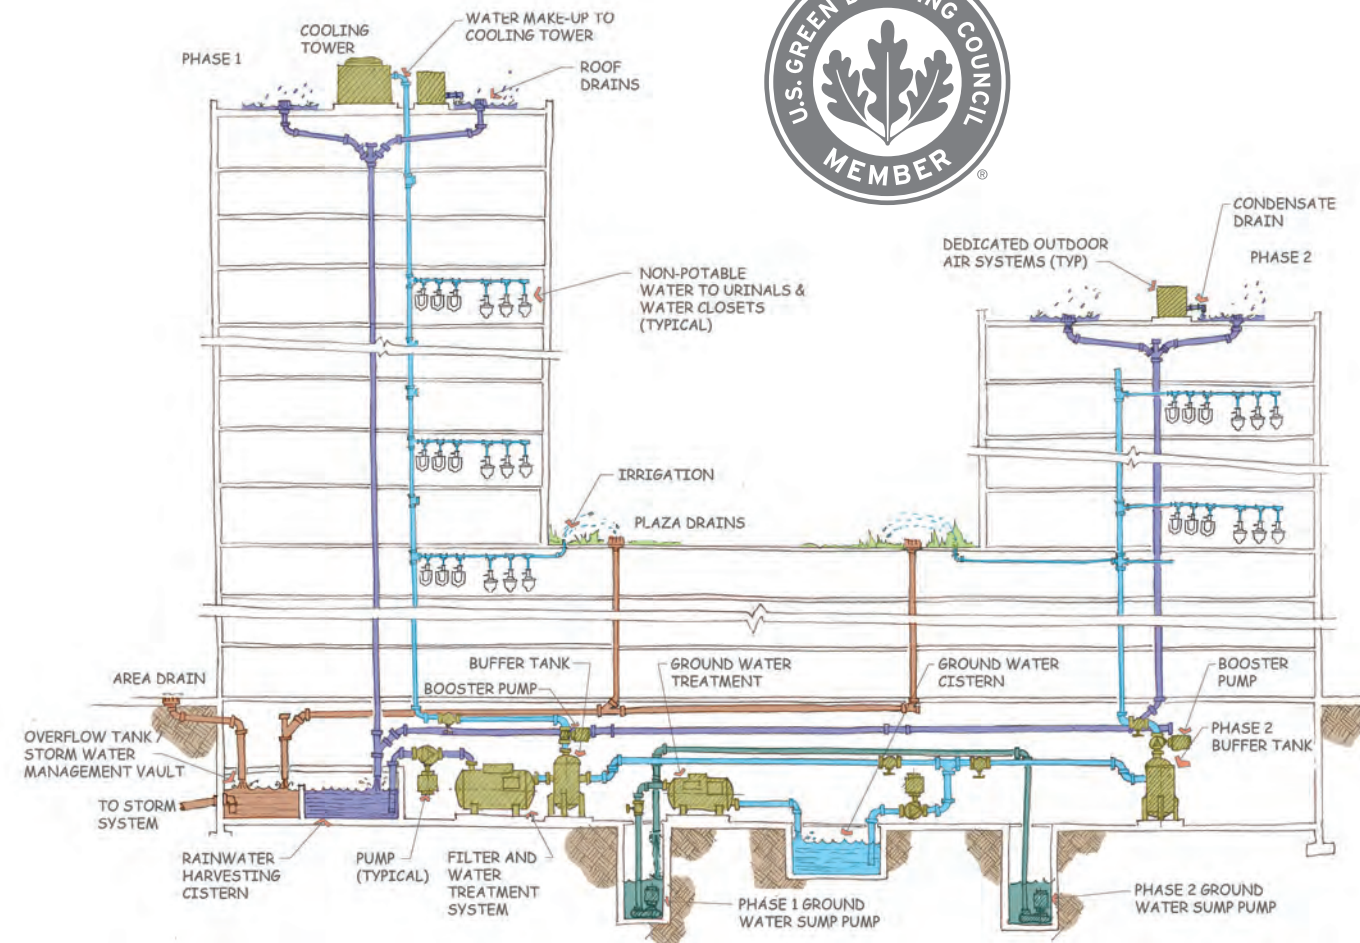 PHASE 1
COOLING
TOWER
WATER MAKE-UP TO
COOLING TOWER
ROOF
DRAINS
U.S. GREEN BUILDING COUNCIL
MEMBER
®
CONDENSATE
DRAIN
DEDICATED OUTDOOR
AIR SYSTEMS (TYP)
PHASE 2
NON-POTABLE
WATER TO URINALS &
WATER CLOSETS
(TYPICAL)
IRRIGATION
PLAZA DRAINS
AREA DRAIN
BUFFER TANK
BOOSTER PUMP
GROUND WATER
TREATMENT
GROUND WATER
CISTERN
BOOSTER
PUMP
PHASE 2
BUFFER TANK
OVERFLOW TANK/
STORM WATER
MANAGEMENT VAULT
TO STORM
SYSTEM
RAINWATER
HARVESTING
CISTERN
PUMP
(TYPICAL)
FILTER AND
WATER
TREATMENT
SYSTEM
PHASE 1 GROUND
WATER SUMP PUMP
PHASE 2 GROUND
WATER SUMP PUMP